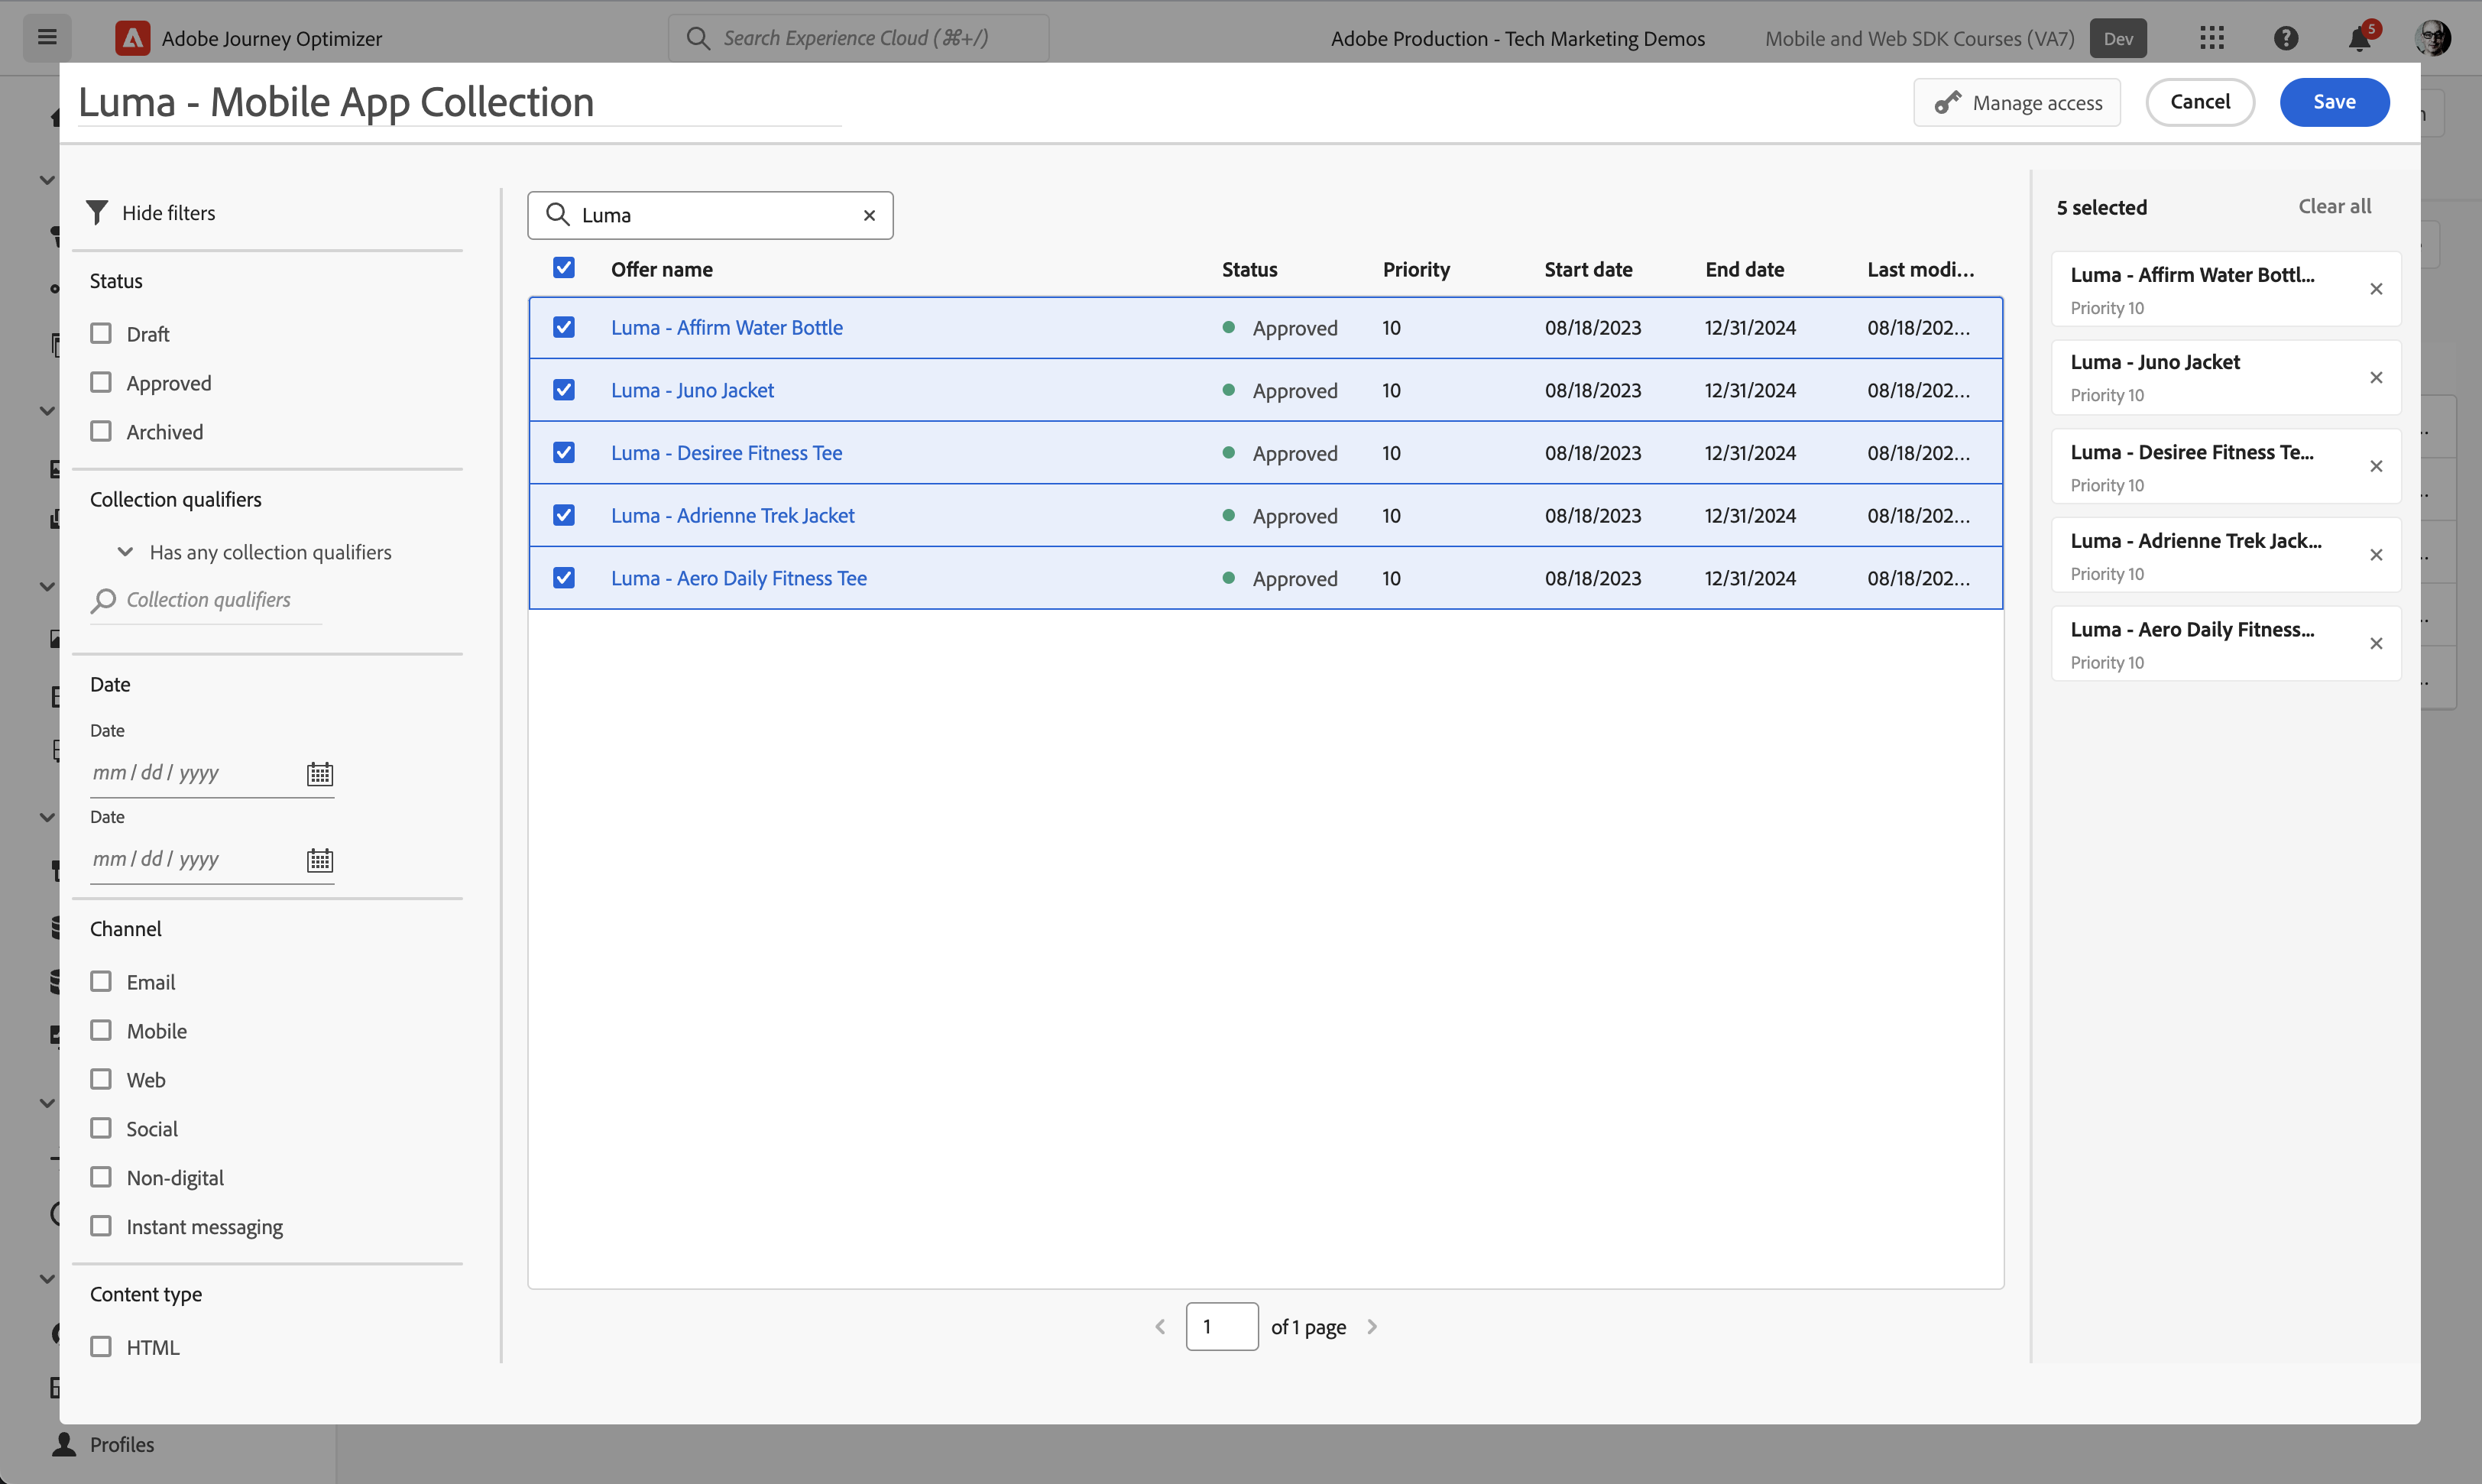 Adobe Journey Optimizer
Search Experience Cloud (⌘+/)
Adobe Production - Tech Marketing Demos
Mobile and Web SDK Courses (VA7)
Dev
5
Luma - Mobile App Collection
Manage access
Cancel
Save
Hide filters
Status
Draft
Approved
Archived
Collection qualifiers
Has any collection qualifiers
Collection qualifiers
Date
Date
mm / dd / yyyy
Date
mm / dd / yyyy
Channel
Email
Mobile
Web
Social
Non-digital
Instant messaging
Content type
HTML
Luma
Offer name Status Priority Start date End date Last modi...
Luma - Affirm Water Bottle Approved 10 08/18/2023 12/31/2024 08/18/202...
Luma - Juno Jacket Approved 10 08/18/2023 12/31/2024 08/18/202...
Luma - Desiree Fitness Tee Approved 10 08/18/2023 12/31/2024 08/18/202...
Luma - Adrienne Trek Jacket Approved 10 08/18/2023 12/31/2024 08/18/202...
Luma - Aero Daily Fitness Tee Approved 10 08/18/2023 12/31/2024 08/18/202...
1 of 1 page
5 selected
Clear all
Luma - Affirm Water Bottl...
Priority 10
Luma - Juno Jacket
Priority 10
Luma - Desiree Fitness Te...
Priority 10
Luma - Adrienne Trek Jack...
Priority 10
Luma - Aero Daily Fitness...
Priority 10
Profiles